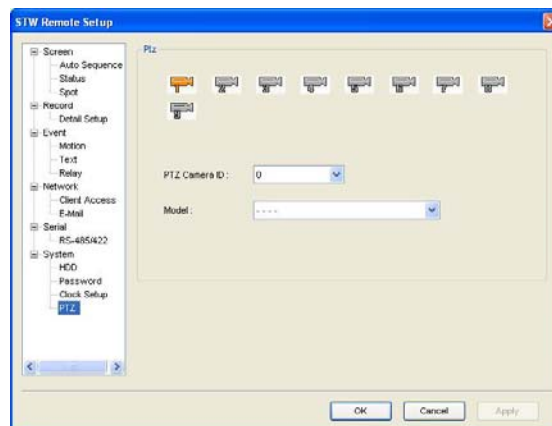 STW Remote Setup
Screen
Auto Sequence
Status
Spot
Record
Detail Setup
Event
Motion
Text
Relay
Network
Client Access
E-Mail
Serial
RS-485/422
System
HDD
Password
Clock Setup
PTZ
Ptz
PTZ Camera ID :
0
Model :
- - - -
OK
Cancel
Apply